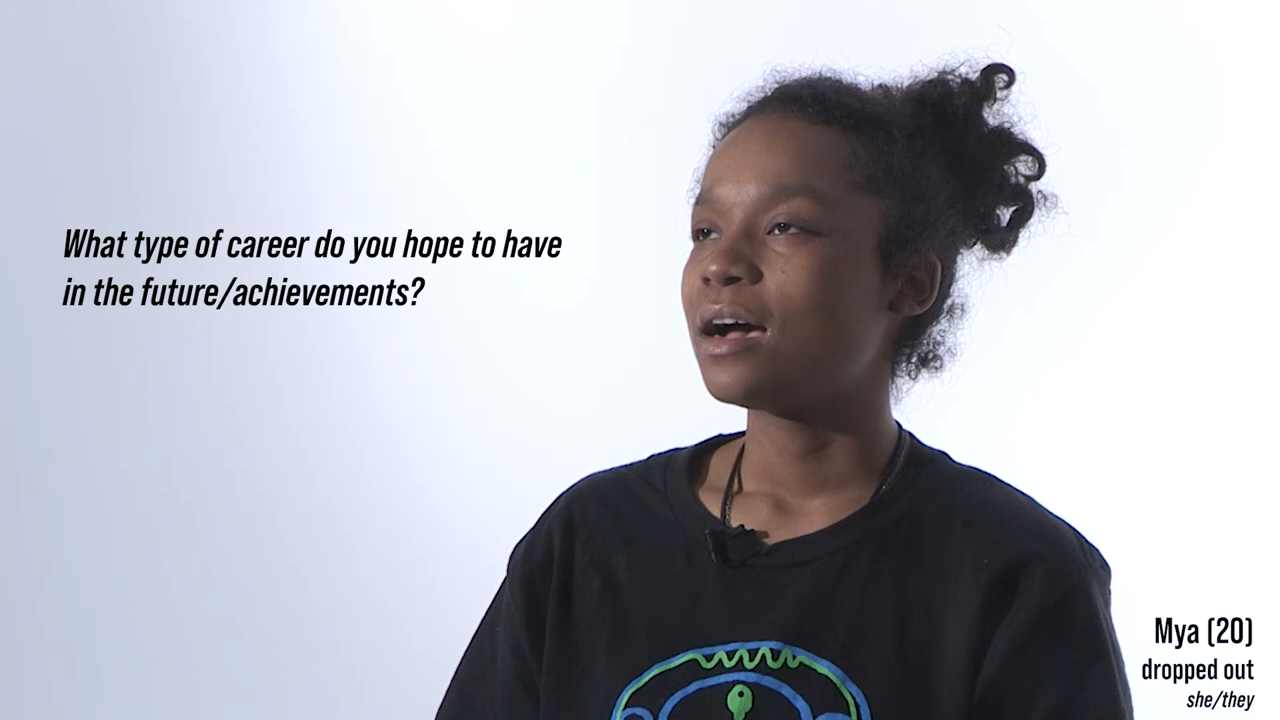 What type of career do you hope to have
in the future/achievements?
Mya (20)
dropped out
she/they